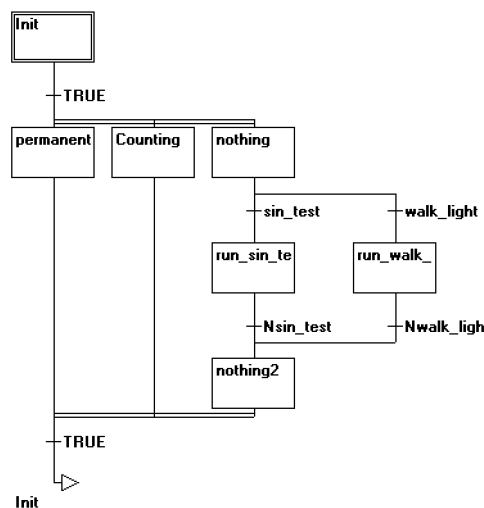 Init
TRUE
permanent Counting nothing
sin_test walk_light
run_sin_te run_walk_
Nsin_test Nwalk_ligh
nothing2
TRUE
Init